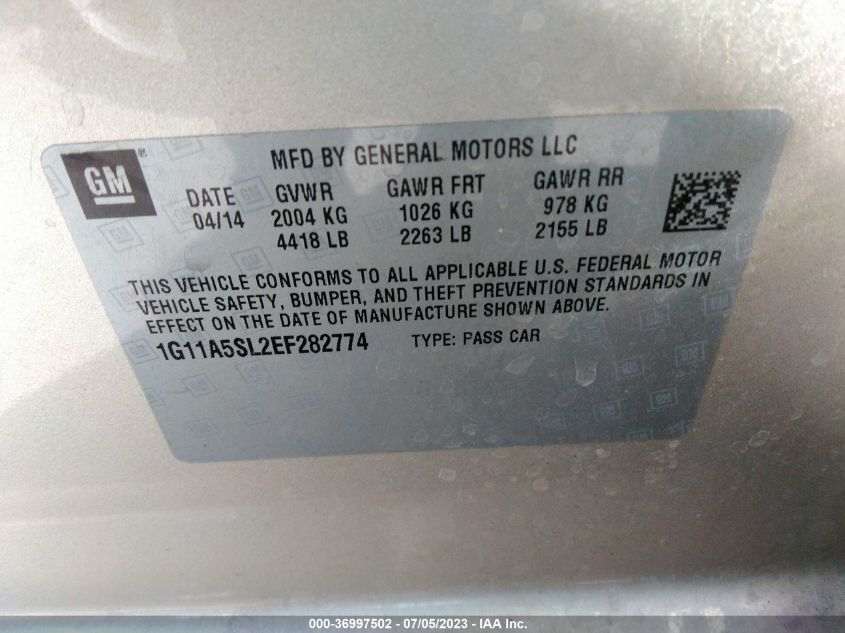 GM ®
MFD BY GENERAL MOTORS LLC
DATE GVWR GAWR FRT GAWR RR
04/14 2004 KG 1026 KG 978 KG
4418 LB 2263 LB 2155 LB
THIS VEHICLE CONFORMS TO ALL APPLICABLE U.S. FEDERAL MOTOR
VEHICLE SAFETY, BUMPER, AND THEFT PREVENTION STANDARDS IN
EFFECT ON THE DATE OF MANUFACTURE SHOWN ABOVE.
1G11A5SL2EF282774 TYPE: PASS CAR
000-36997502 - 07/05/2023 - IAA Inc.